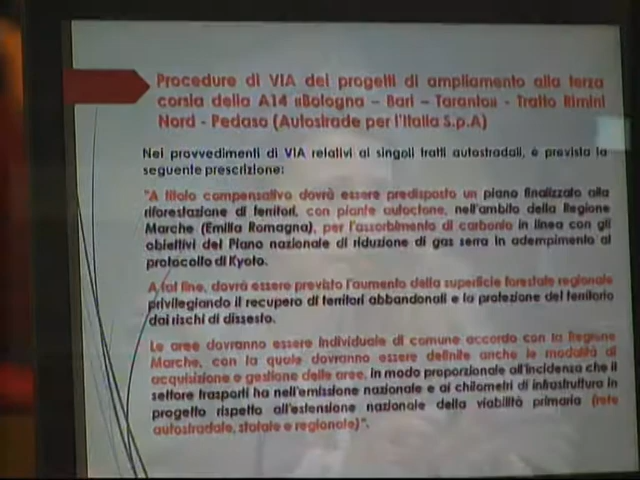 Procedure di VIA dei progetti di ampliamento alla terza
corsia della A14 «Bologna – Bari – Taranto» - Tratto Rimini
Nord - Pedaso (Autostrade per l'Italia S.p.A)
Nei provvedimenti di VIA relativi ai singoli tratti autostradali, è prevista la
seguente prescrizione:
"A titolo compensativo dovrà essere predisposto un piano finalizzato alla
riforestazione di territori, con piante autoctone, nell'ambito della Regione
Marche (Emilia Romagna), per l'assorbimento di carbonio in linea con gli
obiettivi del Piano nazionale di riduzione di gas serra in adempimento al
protocollo di Kyoto.
A tal fine, dovrà essere previsto l'aumento della superficie forestale regionale
privilegiando il recupero di territori abbandonati e la protezione del territorio
dai rischi di dissesto.
Le aree dovranno essere individuate di comune accordo con la Regione
Marche, con la quale dovranno essere definite anche le modalità di
acquisizione e gestione delle aree, in modo proporzionale all'incidenza che il
settore trasporti ha nell'emissione nazionale e ai chilometri di infrastruttura in
progetto rispetto all'estensione nazionale della viabilità primaria (rete
autostradale, statale e regionale)".